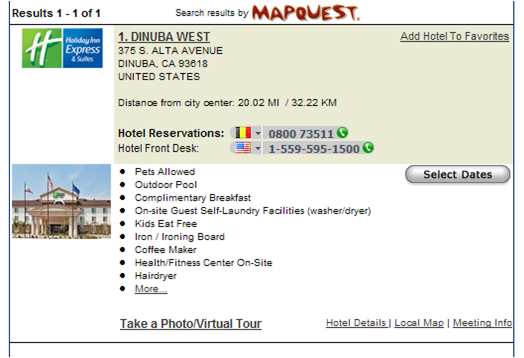 Results 1 - 1 of 1
Search results by MAPQUEST.
Holiday Inn
Express
& Suites
1. DINUBA WEST
Add Hotel To Favorites
375 S. ALTA AVENUE
DINUBA, CA 93618
UNITED STATES
Distance from city center: 20.02 MI / 32.22 KM
Hotel Reservations: 0800 73511
Hotel Front Desk: 1-559-595-1500
Select Dates
Pets Allowed
Outdoor Pool
Complimentary Breakfast
On-site Guest Self-Laundry Facilities (washer/dryer)
Kids Eat Free
Iron / Ironing Board
Coffee Maker
Health/Fitness Center On-Site
Hairdryer
More...
Take a Photo/Virtual Tour
Hotel Details | Local Map | Meeting Info